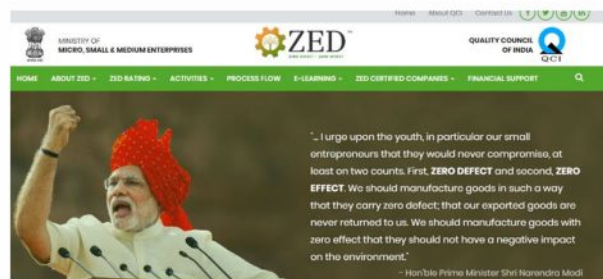 Home About QCI Contact Us
MINISTRY OF
MICRO, SMALL & MEDIUM ENTERPRISES
ZED
ZERO DEFECT - ZERO EFFECT
QUALITY COUNCIL
OF INDIA
QCI
HOME ABOUT ZED ZED RATING ACTIVITIES PROCESS FLOW E-LEARNING ZED CERTIFIED COMPANIES FINANCIAL SUPPORT
"... I urge upon the youth, in particular our small
entrepreneurs that they would never compromise, at
least on two counts. First, ZERO DEFECT and second, ZERO
EFFECT. We should manufacture goods in such a way
that they carry zero defect; that our exported goods are
never returned to us. We should manufacture goods with
zero effect that they should not have a negative impact
on the environment."
- Hon'ble Prime Minister Shri Narendra Modi